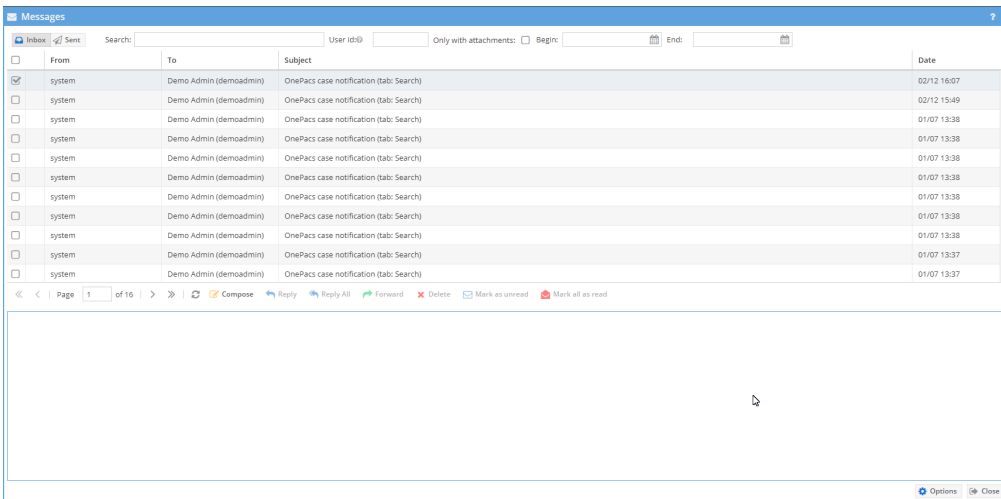 Messages ?
Inbox Sent Search: User Id: Only with attachments: Begin: End:
From To Subject Date
system Demo Admin (demoadmin) OnePacs case notification (tab: Search) 02/12 16:07
system Demo Admin (demoadmin) OnePacs case notification (tab: Search) 02/12 15:49
system Demo Admin (demoadmin) OnePacs case notification (tab: Search) 01/07 13:38
system Demo Admin (demoadmin) OnePacs case notification (tab: Search) 01/07 13:38
system Demo Admin (demoadmin) OnePacs case notification (tab: Search) 01/07 13:38
system Demo Admin (demoadmin) OnePacs case notification (tab: Search) 01/07 13:38
system Demo Admin (demoadmin) OnePacs case notification (tab: Search) 01/07 13:38
system Demo Admin (demoadmin) OnePacs case notification (tab: Search) 01/07 13:38
system Demo Admin (demoadmin) OnePacs case notification (tab: Search) 01/07 13:38
system Demo Admin (demoadmin) OnePacs case notification (tab: Search) 01/07 13:37
system Demo Admin (demoadmin) OnePacs case notification (tab: Search) 01/07 13:37
Page 1 of 16 Compose Reply Reply All Forward Delete Mark as unread Mark all as read
Options Close